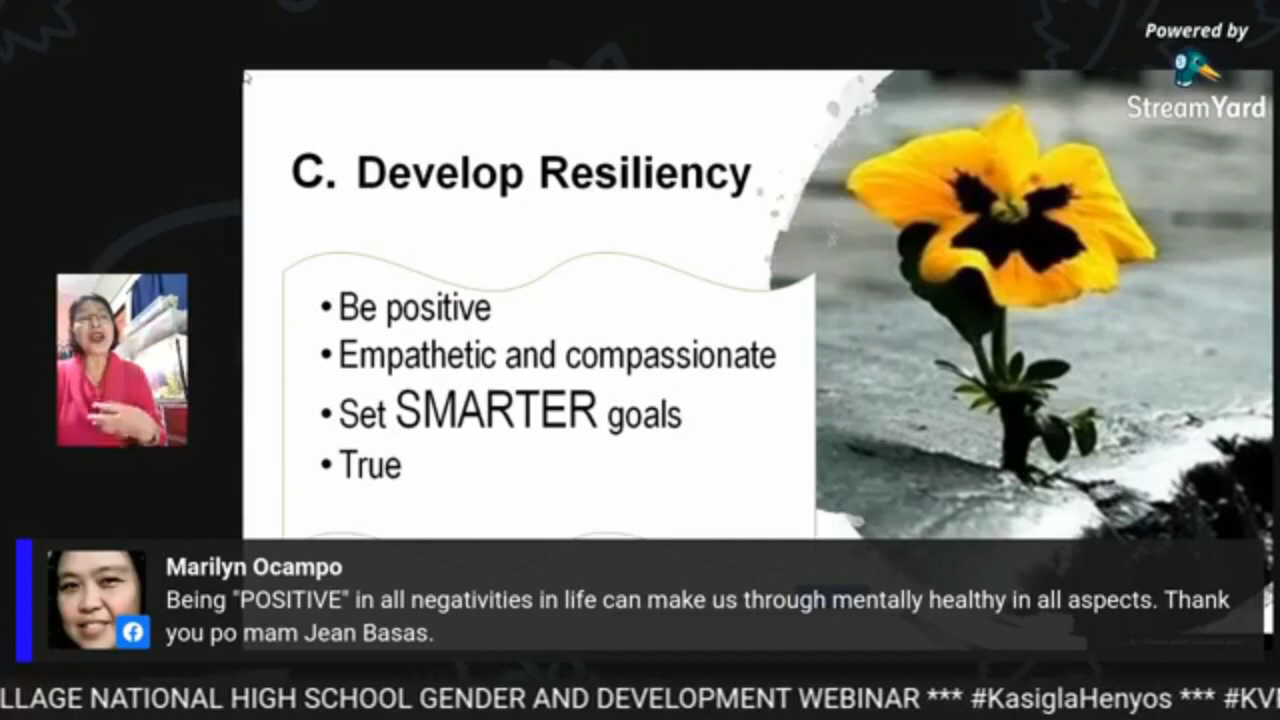 Powered by
StreamYard
C. Develop Resiliency
• Be positive
• Empathetic and compassionate
• Set SMARTER goals
• True
Marilyn Ocampo
Being "POSITIVE" in all negativities in life can make us through mentally healthy in all aspects. Thank
you po mam Jean Basas.
LLAGE NATIONAL HIGH SCHOOL GENDER AND DEVELOPMENT WEBINAR *** #KasiglaHenyos *** #KV